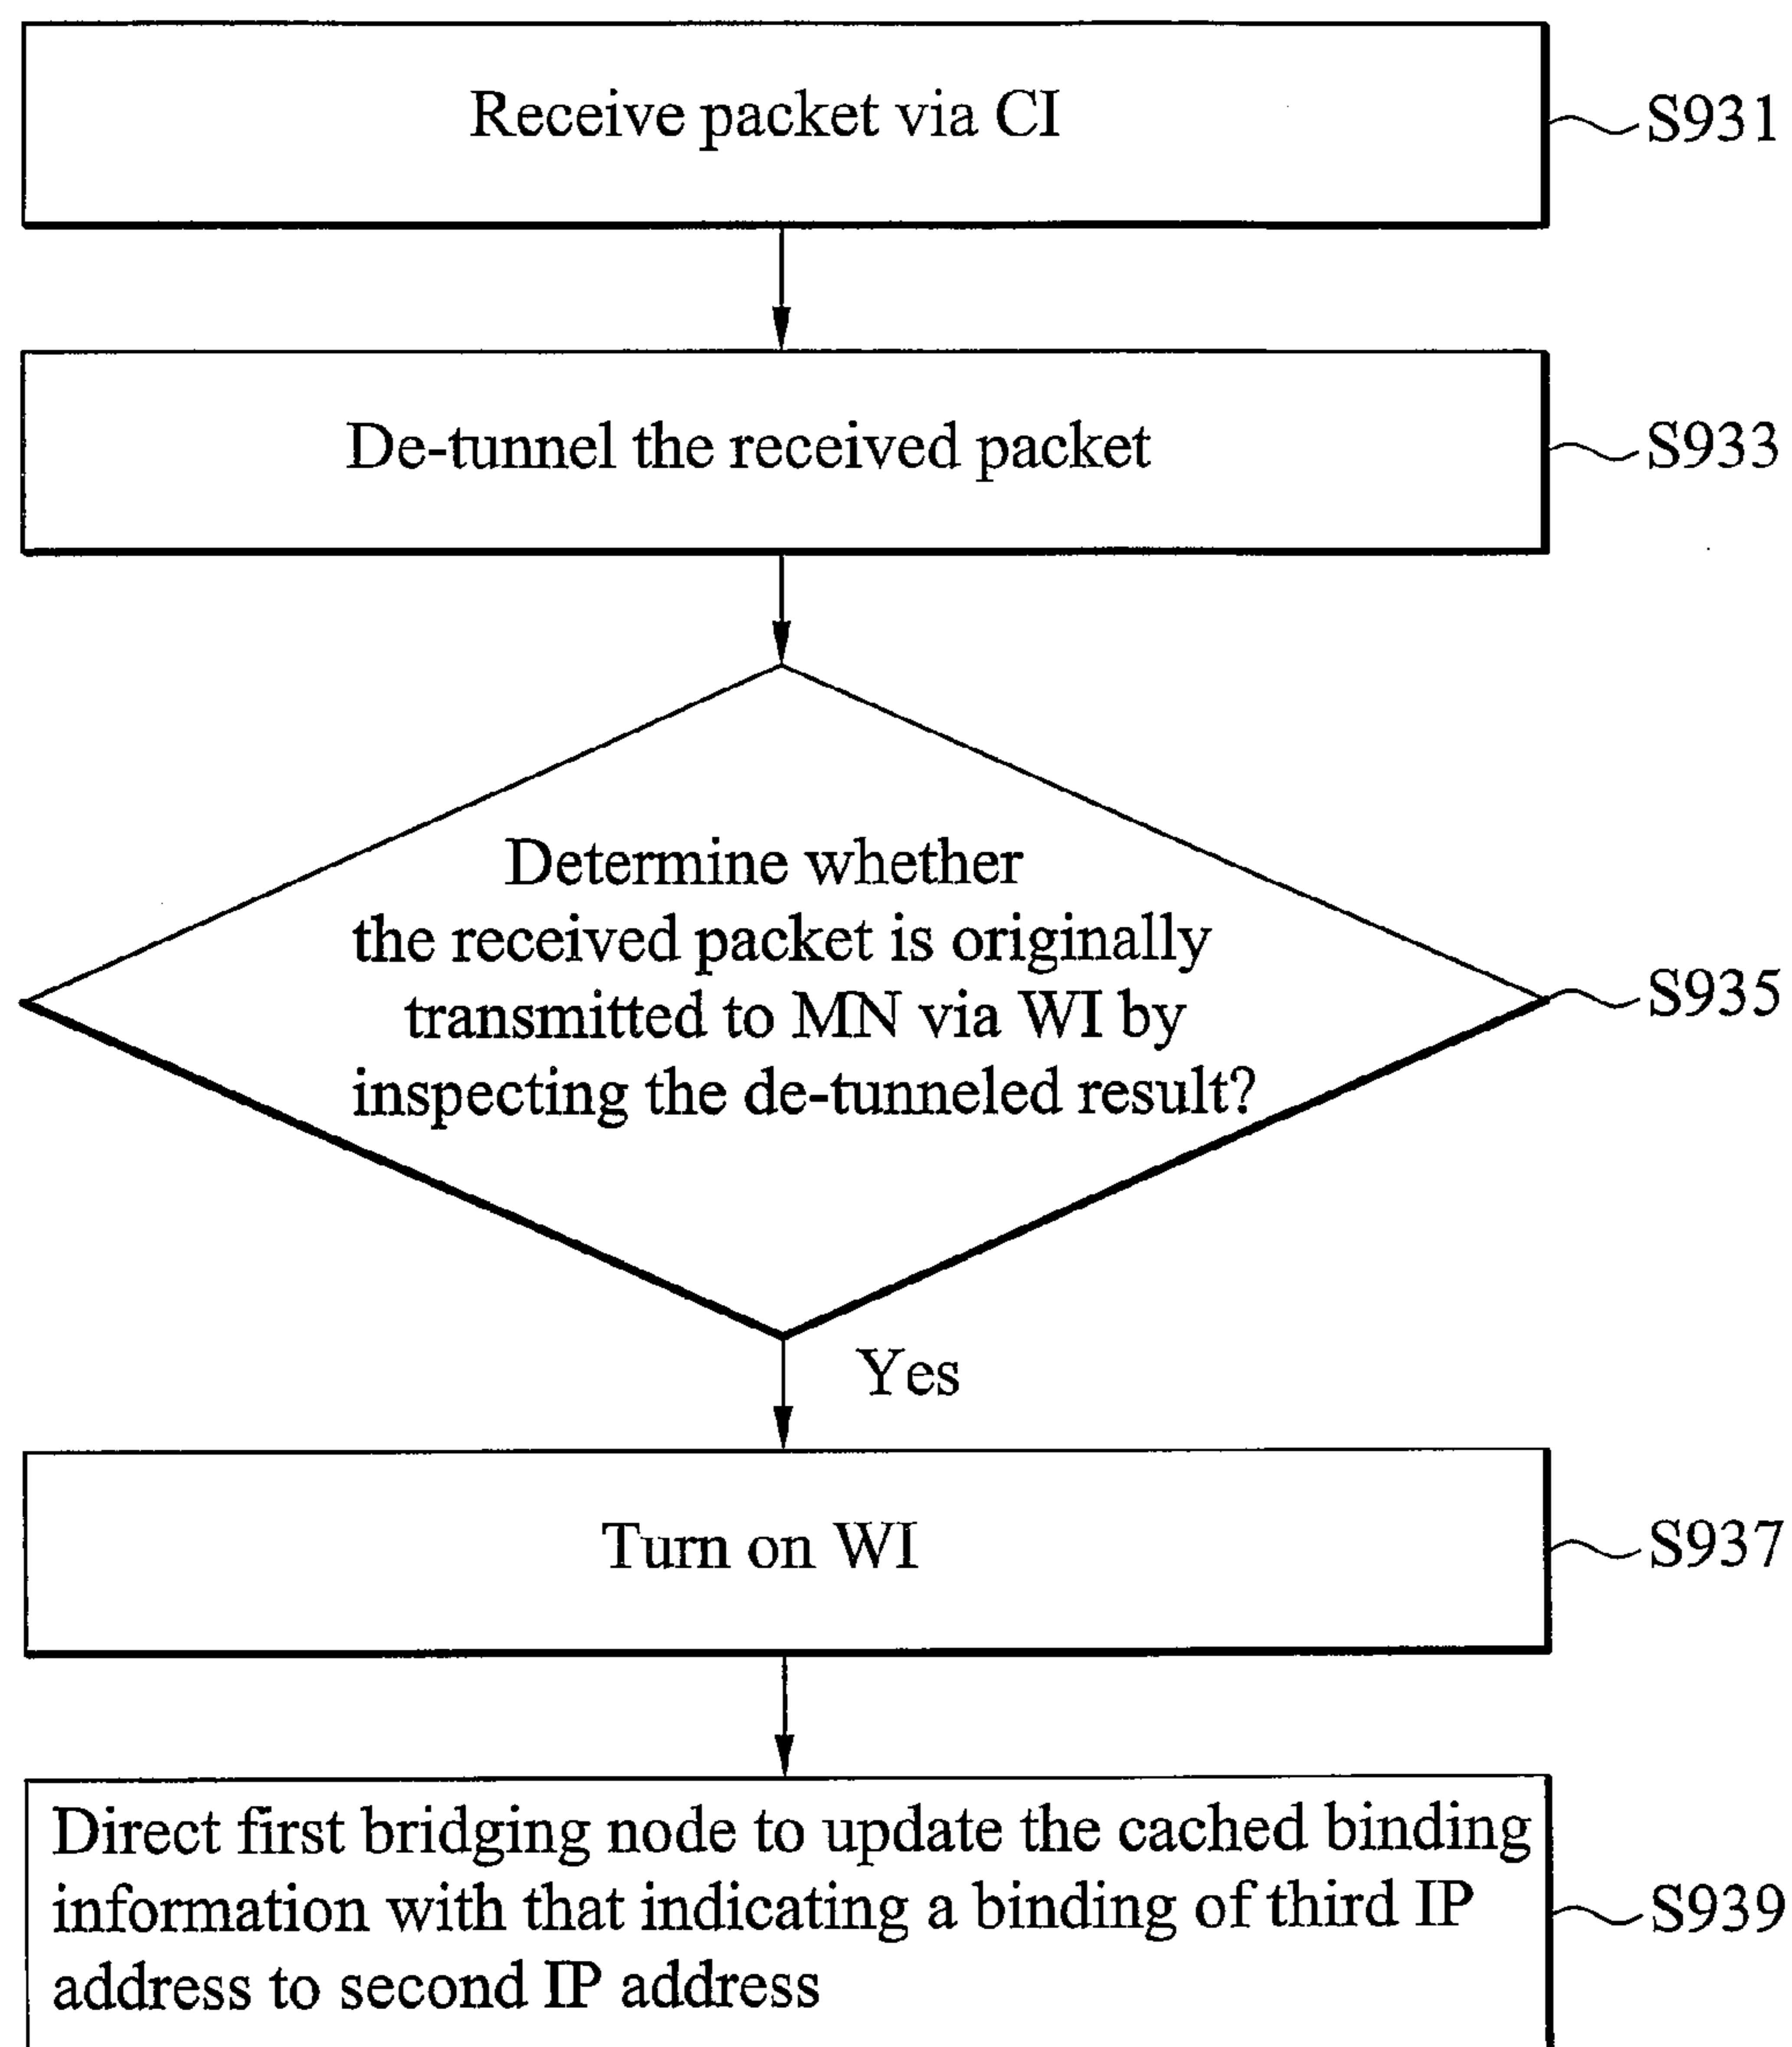 Receive packet via CI
S931
De-tunnel the received packet
S933
Determine whether
the received packet is originally
transmitted to MN via WI by
inspecting the de-tunneled result?
S935
Yes
Turn on WI
S937
Direct first bridging node to update the cached binding
information with that indicating a binding of third IP
address to second IP address
S939